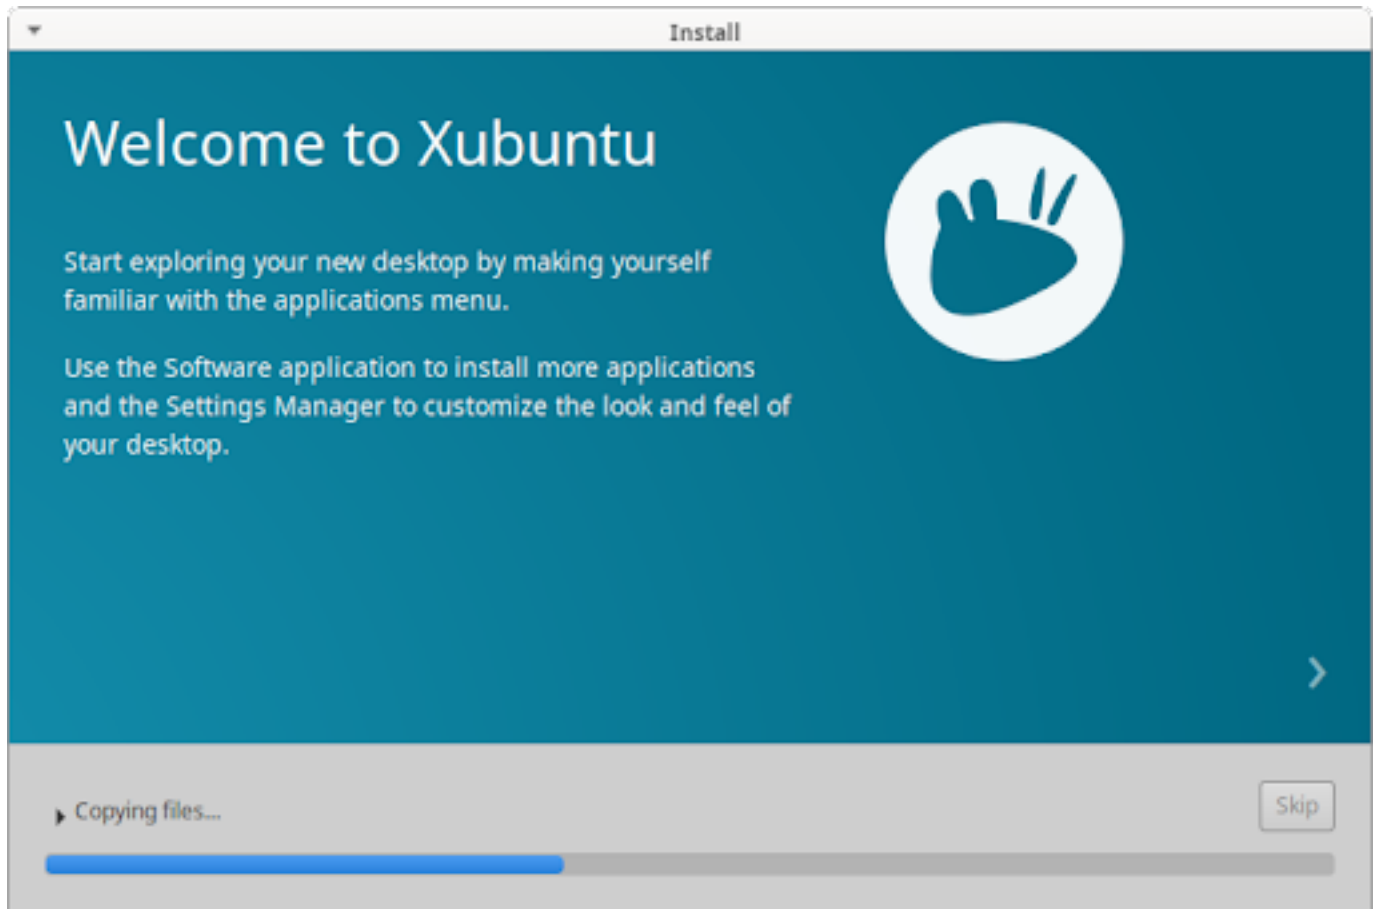 Install
Welcome to Xubuntu
Start exploring your new desktop by making yourself
familiar with the applications menu.
Use the Software application to install more applications
and the Settings Manager to customize the look and feel of
your desktop.
Copying files...
Skip